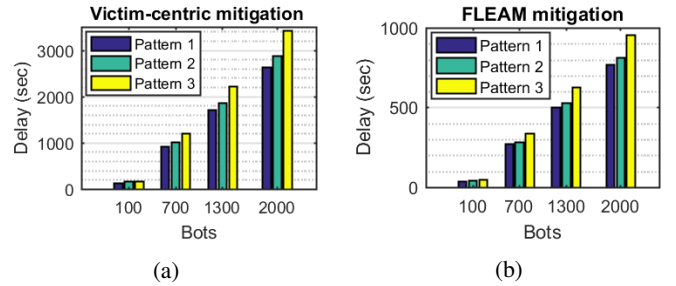 Victim-centric mitigation
3000
2000
1000
0
Delay (sec)
Pattern 1
Pattern 2
Pattern 3
100 700 1300 2000
Bots
(a)
FLEAM mitigation
1000
500
0
Delay (sec)
Pattern 1
Pattern 2
Pattern 3
100 700 1300 2000
Bots
(b)